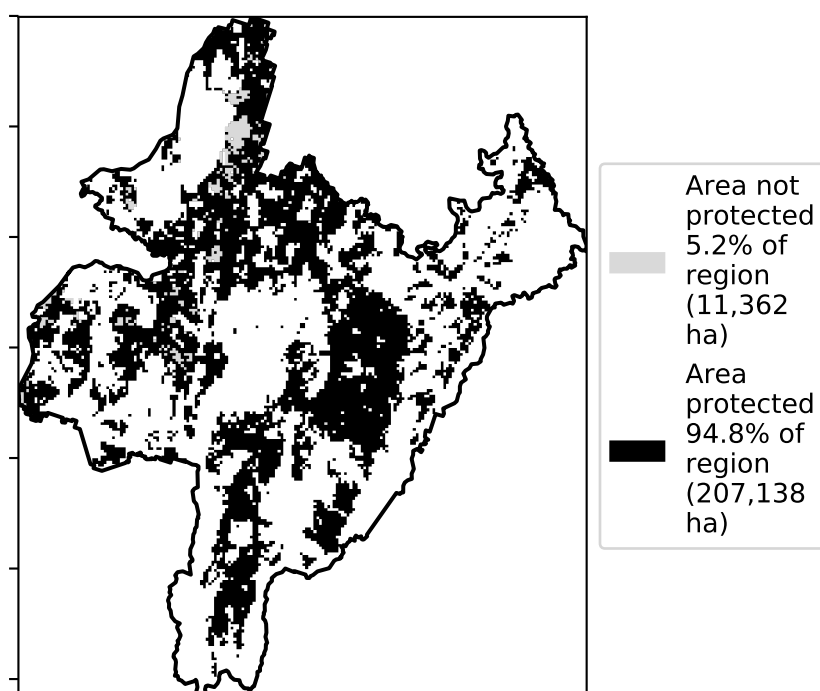 Area not
protected
5.2% of
region
(11,362
ha)
Area
protected
94.8% of
region
(207,138
ha)